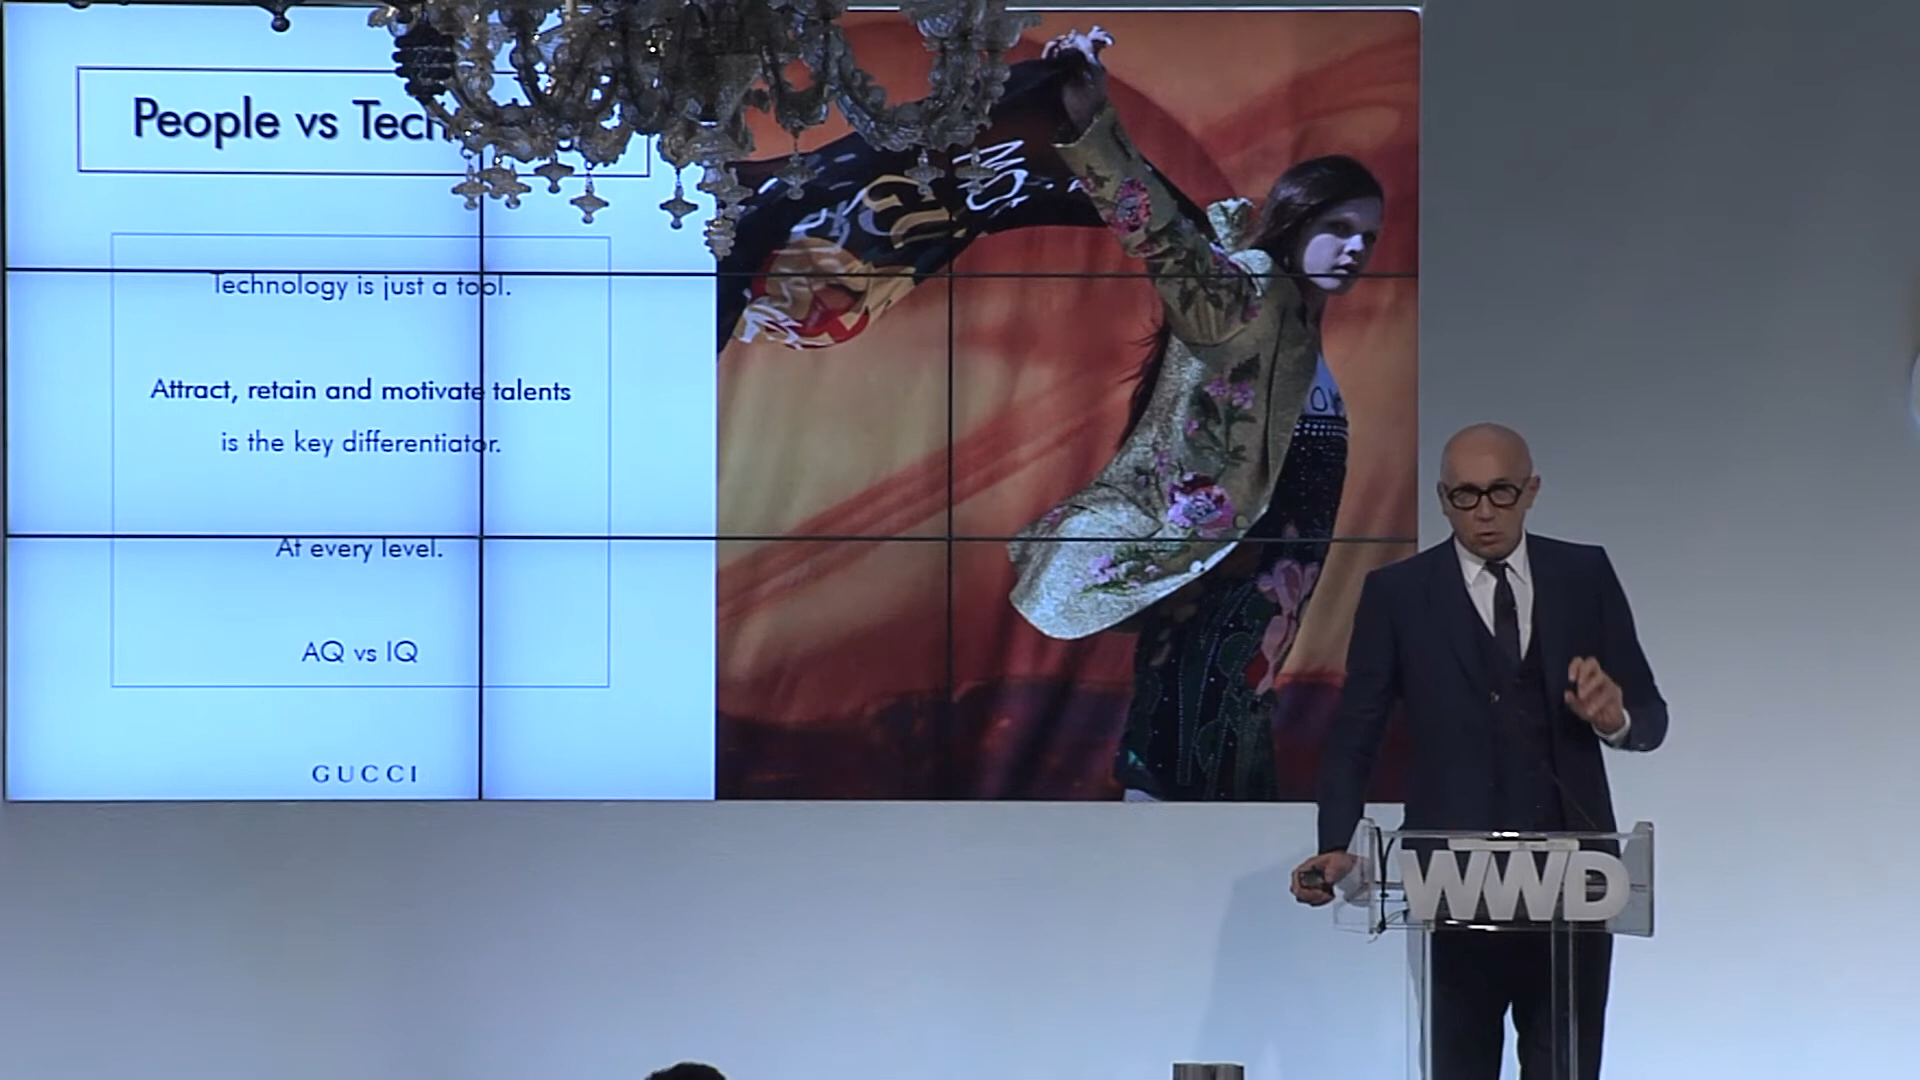 People vs Tech
Technology is just a tool.
Attract, retain and motivate talents
is the key differentiator.
At every level.
AQ vs IQ
GUCCI
WWD